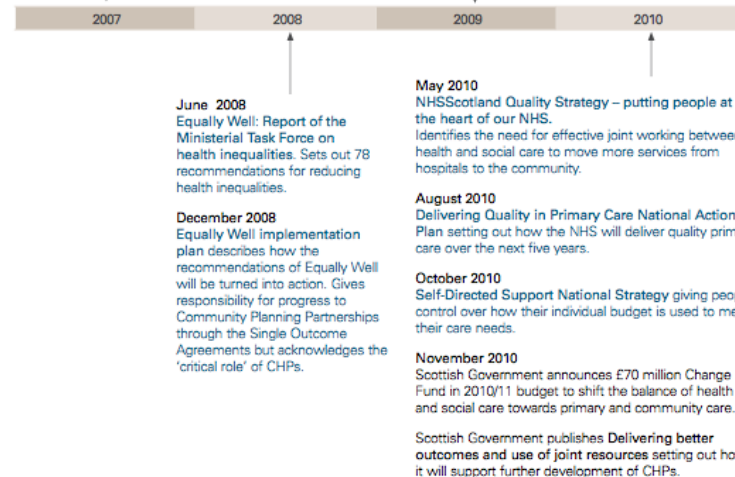 2007 2008 2009 2010
June 2008
Equally Well: Report of the
Ministerial Task Force on
health inequalities. Sets out 78
recommendations for reducing
health inequalities.
December 2008
Equally Well implementation
plan describes how the
recommendations of Equally Well
will be turned into action. Gives
responsibility for progress to
Community Planning Partnerships
through the Single Outcome
Agreements but acknowledges the
'critical role' of CHPs.
May 2010
NHSScotland Quality Strategy – putting people at
the heart of our NHS.
Identifies the need for effective joint working
health and social care to move more services from
hospitals to the community.
August 2010
Delivering Quality in Primary Care National Action
Plan setting out how the NHS will deliver quality
care over the next five years.
October 2010
Self-Directed Support National Strategy giving
control over how their individual budget is used to
their care needs.
November 2010
Scottish Government announces £70 million Change
Fund in 2010/11 budget to shift the balance of health
and social care towards primary and community care.
Scottish Government publishes Delivering better
outcomes and use of joint resources setting out
it will support further development of CHPs.